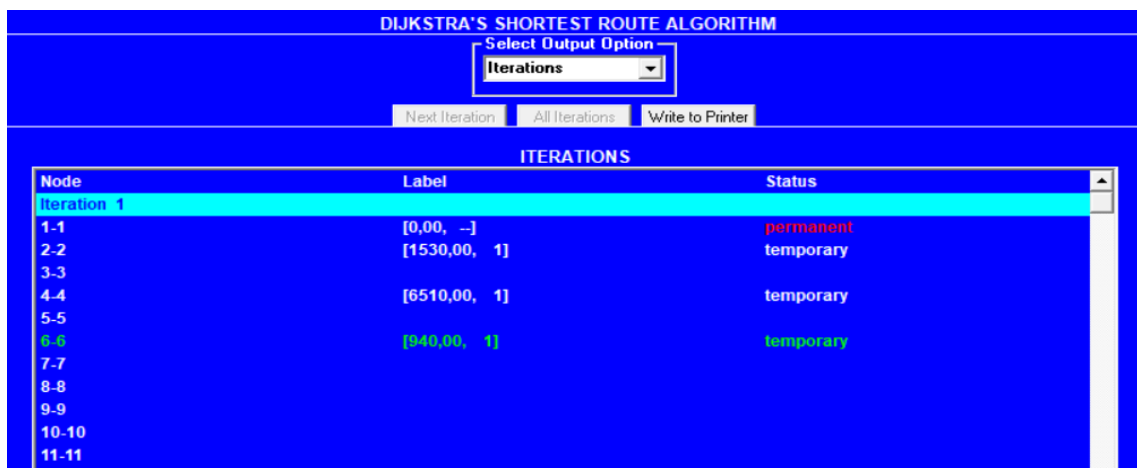 DIJKSTRA'S SHORTEST ROUTE ALGORITHM
Select Output Option
Iterations
Next Iteration All Iterations Write to Printer
ITERATIONS
Node Label Status
Iteration 1
1-1 [0,00, --] permanent
2-2 [1530,00, 1] temporary
3-3
4-4 [6510,00, 1] temporary
5-5
6-6 [940,00, 1] temporary
7-7
8-8
9-9
10-10
11-11